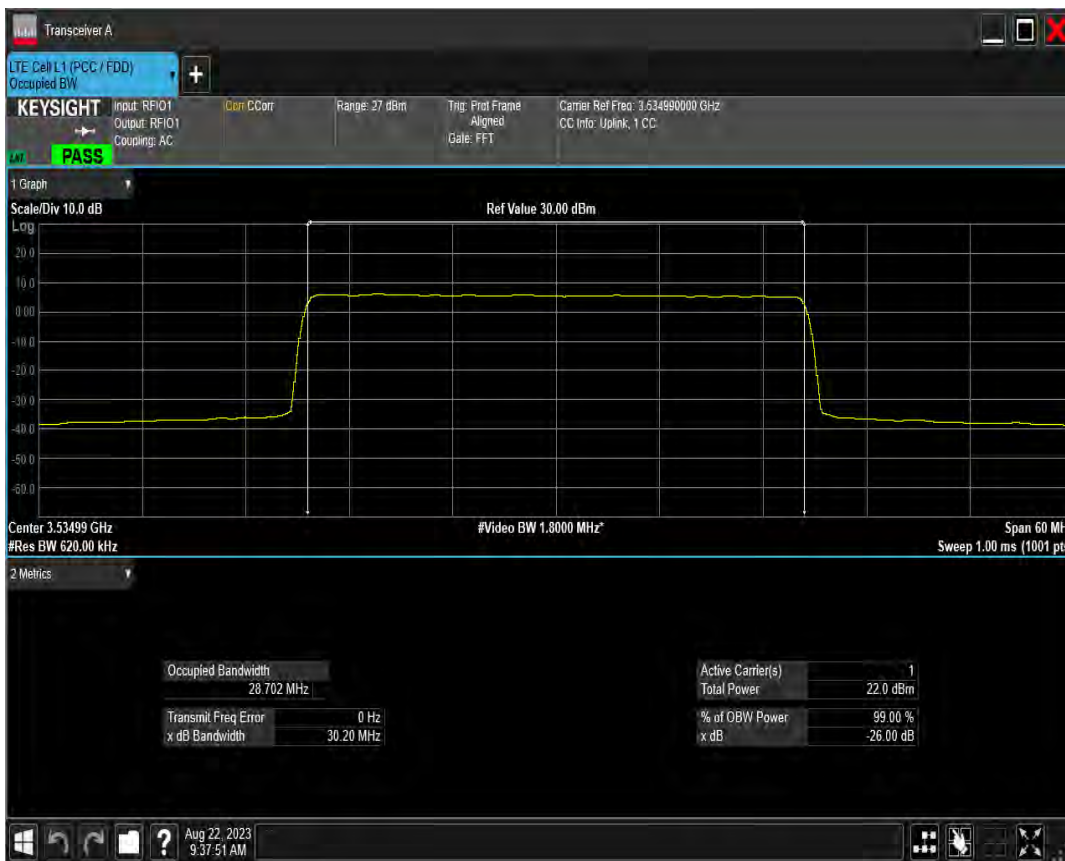 Transceiver A
LTE Cell L1 (PCC / FDD)
Occupied BW
+
KEYSIGHT
PASS
Input: RFIO1
Output: RFIO1
Coupling: AC
Corr CCorr
Range: 27 dBm
Trig: Prot Frame
Aligned
Gate: FFT
Carrier Ref Freq: 3.534990000 GHz
CC Info: Uplink, 1 CC
1 Graph
Scale/Div 10.0 dB
Ref Value 30.00 dBm
Log
20.0
10.0
0.00
-10.0
-20.0
-30.0
-40.0
-50.0
-60.0
Center 3.53499 GHz
#Video BW 1.8000 MHz*
Span 60 MH
#Res BW 620.00 kHz
Sweep 1.00 ms (1001 pts
2 Metrics
Occupied Bandwidth
28.702 MHz
Transmit Freq Error 0 Hz
x dB Bandwidth 30.20 MHz
Active Carrier(s) 1
Total Power 22.0 dBm
% of OBW Power 99.00 %
x dB -26.00 dB
?
Aug 22, 2023
9:37:51 AM